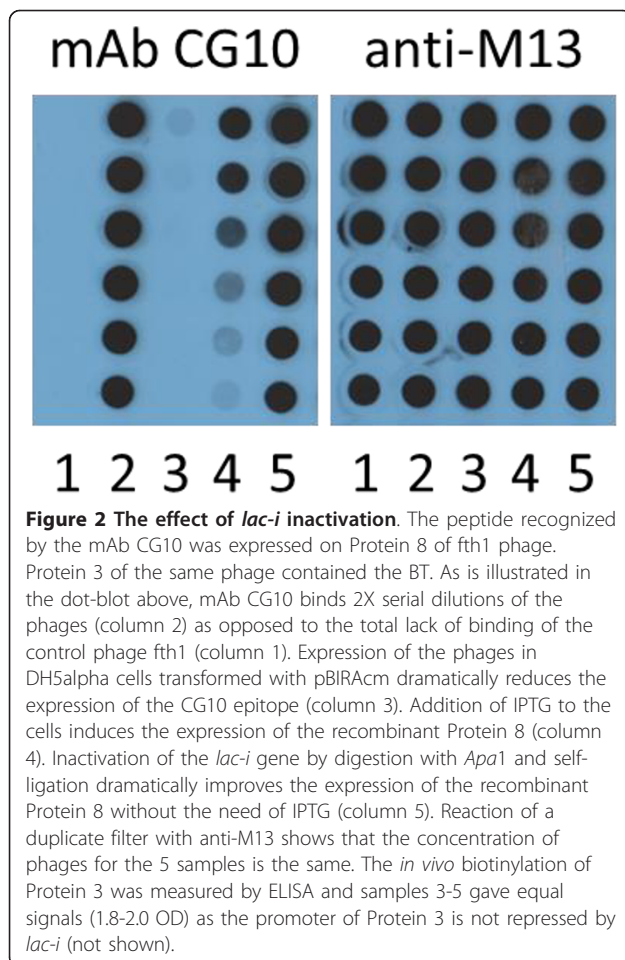 mAb CG10 anti-M13
1 2 3 4 5 1 2 3 4 5
Figure 2 The effect of lac-i inactivation. The peptide recognized
by the mAb CG10 was expressed on Protein 8 of fth1 phage.
Protein 3 of the same phage contained the BT. As is illustrated in
the dot-blot above, mAb CG10 binds 2X serial dilutions of the
phages (column 2) as opposed to the total lack of binding of the
control phage fth1 (column 1). Expression of the phages in
DH5alpha cells transformed with pBIRAcm dramatically reduces the
expression of the CG10 epitope (column 3). Addition of IPTG to the
cells induces the expression of the recombinant Protein 8 (column
4). Inactivation of the lac-i gene by digestion with Apa1 and self-
ligation dramatically improves the expression of the recombinant
Protein 8 without the need of IPTG (column 5). Reaction of a
duplicate filter with anti-M13 shows that the concentration of
phages for the 5 samples is the same. The in vivo biotinylation of
Protein 3 was measured by ELISA and samples 3-5 gave equal
signals (1.8-2.0 OD) as the promoter of Protein 3 is not repressed by
lac-i (not shown).